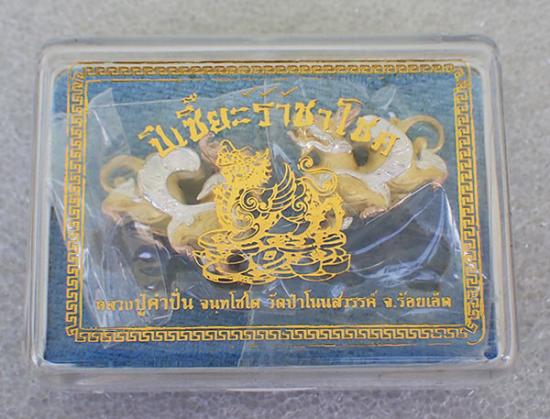 ปี่เซียะราชาโชค
หลวงปู่คำปั่น จนฺทโชโต วัดป่าโนนสวรรค์ จ.ร้อยเอ็ด